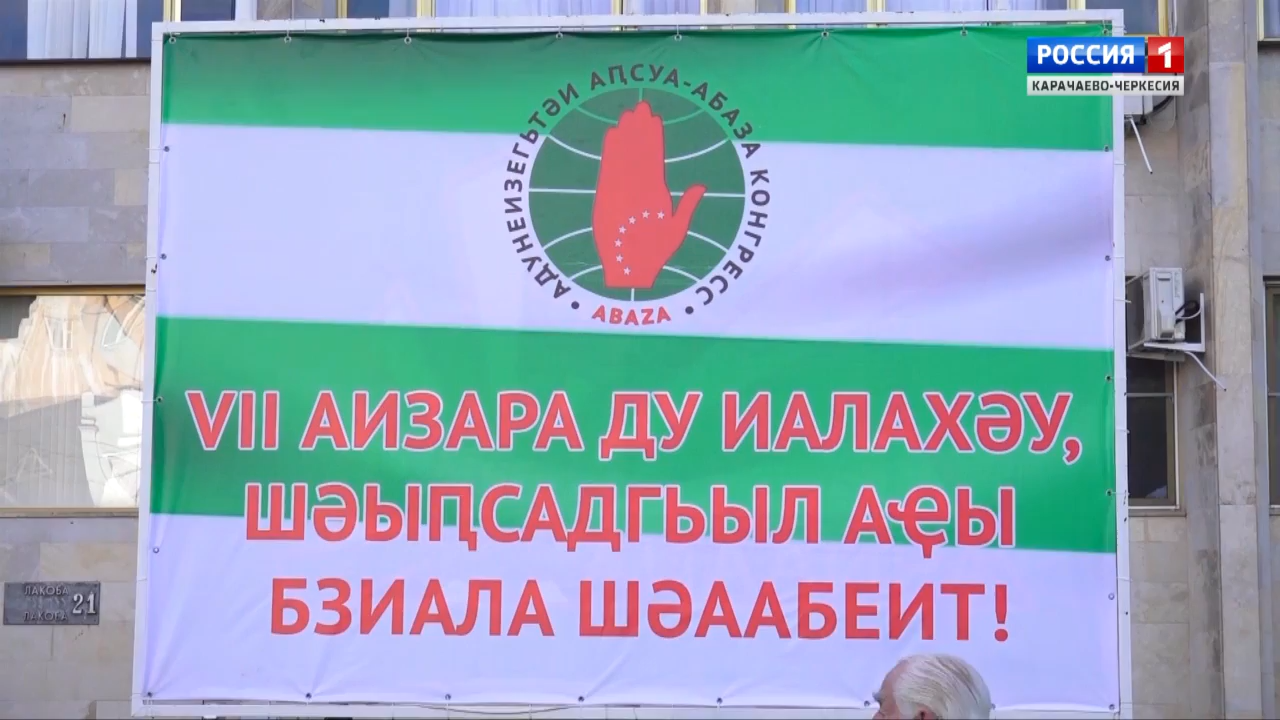 РОССИЯ 1
КАРАЧАЕВО-ЧЕРКЕСИЯ
АДУНЕИЗЕГЬТӘИ АԤСУА-АБАЗА КОНГРЕСС
• ABAZA •
VII АИЗАРА ДУ ИАЛАХӘУ,
ШӘЫԤСАДГЬЫЛ АҾЫ
БЗИАЛА ШӘААБЕИТ!
ЛАКОБА
21
ЛАКОБА